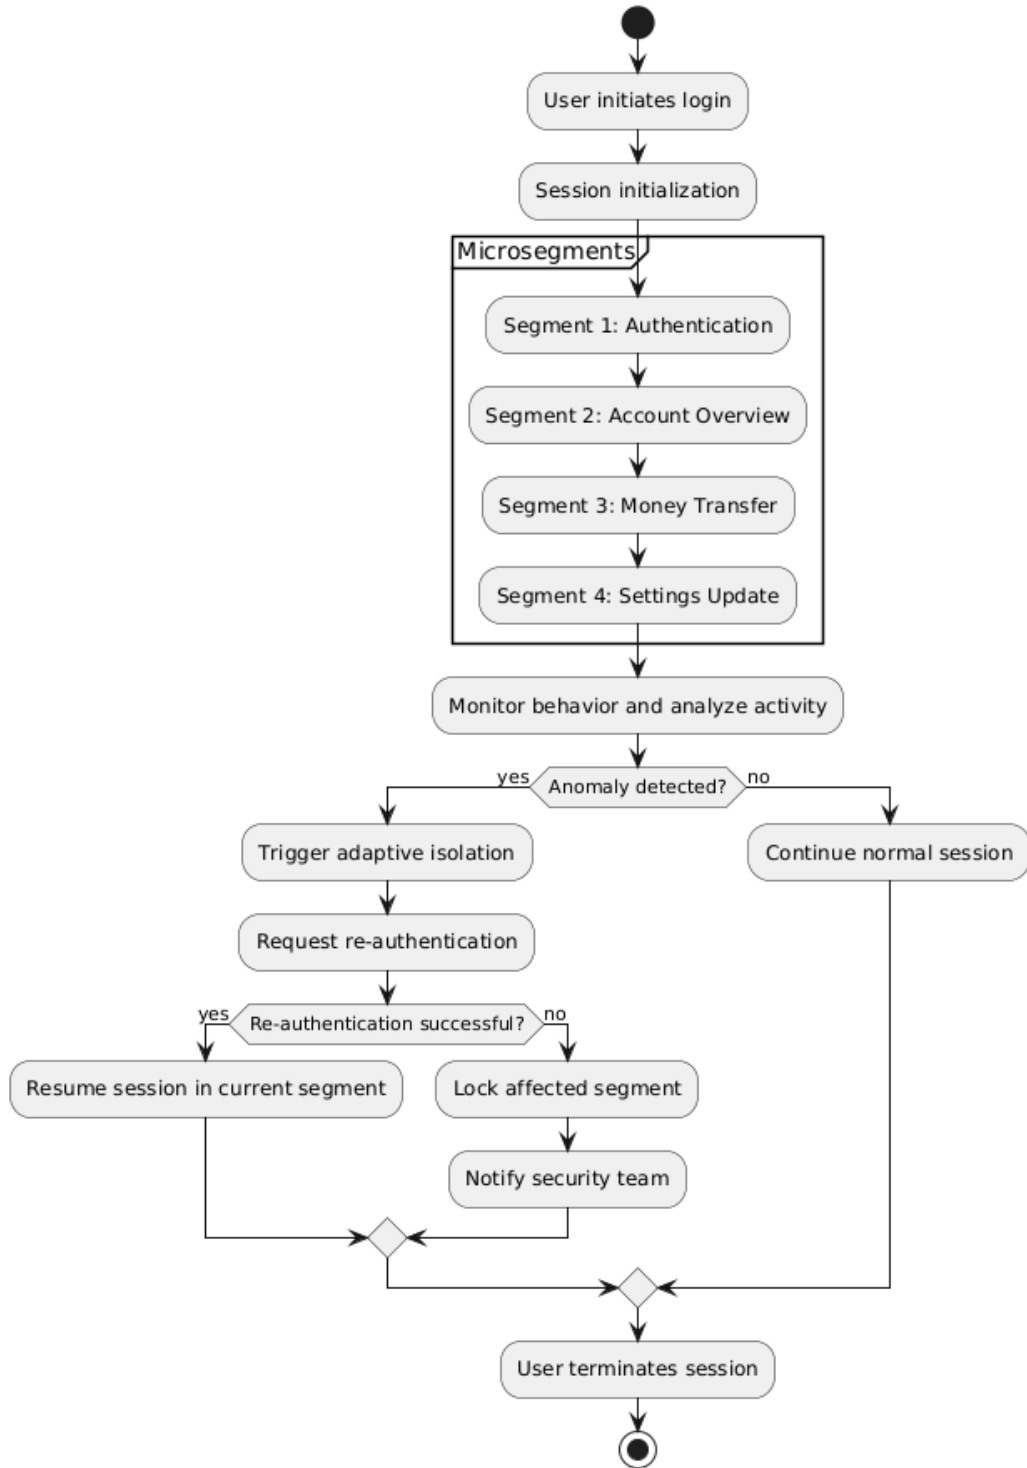 User initiates login
Session initialization
Microsegments
Segment 1: Authentication
Segment 2: Account Overview
Segment 3: Money Transfer
Segment 4: Settings Update
Monitor behavior and analyze activity
yes
Anomaly detected?
no
Trigger adaptive isolation
Continue normal session
Request re-authentication
yes
Re-authentication successful?
no
Resume session in current segment
Lock affected segment
Notify security team
User terminates session